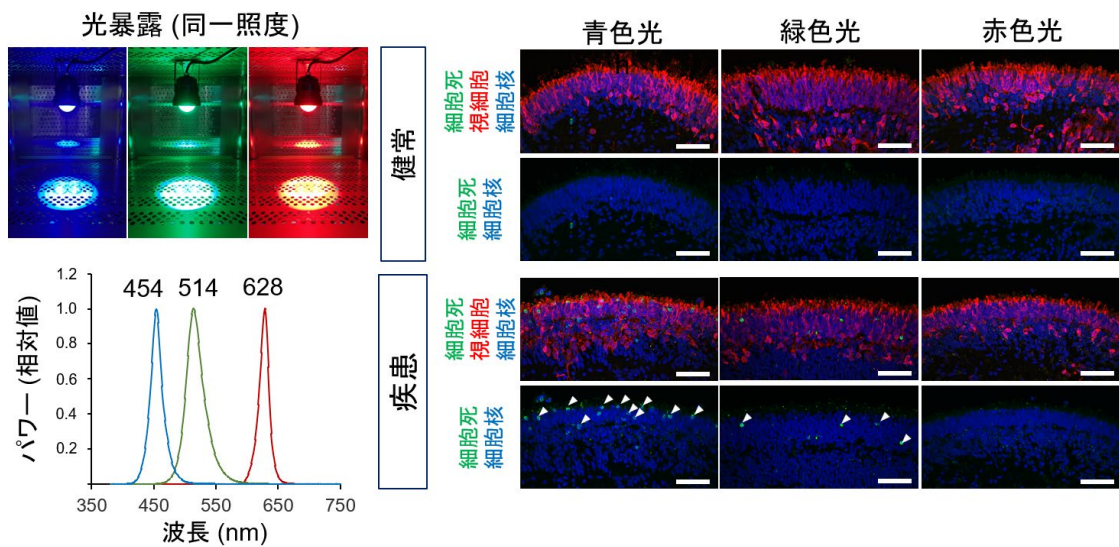 光暴露 (同一照度)
青色光
緑色光
赤色光
健常
細胞死
視細胞
細胞核
細胞死
細胞核
疾患
細胞死
視細胞
細胞核
細胞死
細胞核
454
514
628
パワー (相対値)
1.2
1.0
0.8
0.6
0.4
0.2
350
450
550
650
750
波長 (nm)